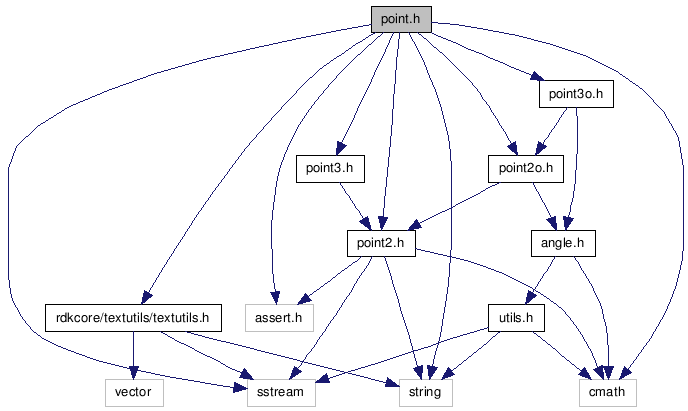 point.h
point3o.h
point3.h
point2o.h
point2.h
angle.h
rdkcore/textutils/textutils.h
assert.h
utils.h
vector
sstream
string
cmath